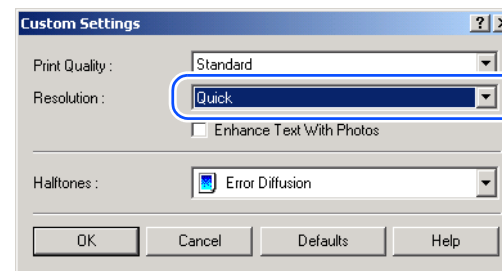 Custom Settings
Print Quality : Standard
Resolution : Quick
Enhance Text With Photos
Halftones : Error Diffusion
OK Cancel Defaults Help